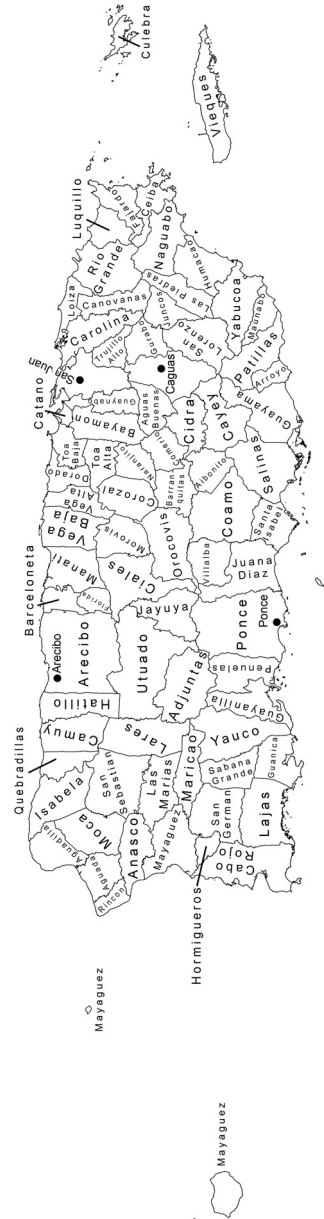 Culebra
Vieques
Luquillo
Fajardo
Ceiba
Rio
Grande
Naguabo
Loiza
Canovanas
Las Piedras
Humacao
Carolina
Juncos
Yabucoa
Maunabo
Trujillo
Alto
Gurabo
San
Lorenzo
Patillas
San Juan
Caguas
Arroyo
Catano
Guaynabo
Aguas
Buenas
Cidra
Cayey
Guayama
Bayamon
Comerio
Toa
Baja
Toa
Alta
Naranjito
Aibonito
Salinas
Dorado
Corozal
Barran
quitas
Coamo
Vega
Alta
Santa
Isabel
Vega
Baja
Morovis
Orocovis
Villalba
Juana
Diaz
Manati
Ciales
Barceloneta
Florida
Jayuya
Ponce
Ponce
Arecibo
Arecibo
Utuado
Adjuntas
Penuelas
Hatillo
Guayanilla
Camuy
Lares
Yauco
Quebradillas
Isabela
San
Sebastian
Las
Marias
Maricao
Sabana
Grande
Guanica
Moca
Aguadilla
Aguada
Anasco
Mayaguez
San
German
Lajas
Rincon
Cabo
Rojo
Hormigueros
Mayaguez
Mayaguez